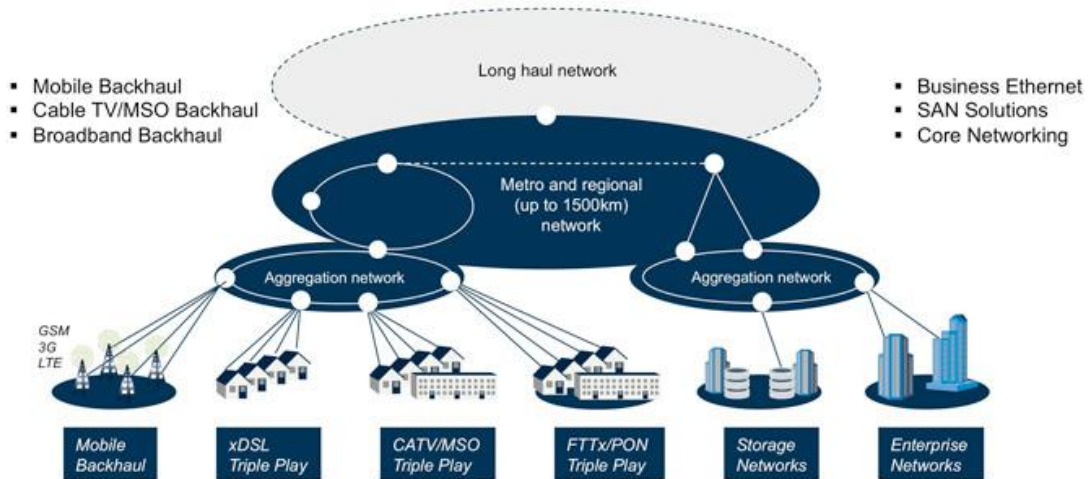 Long haul network
▪ Mobile Backhaul
▪ Cable TV/MSO Backhaul
▪ Broadband Backhaul
▪ Business Ethernet
▪ SAN Solutions
▪ Core Networking
Metro and regional
(up to 1500km)
network
Aggregation network
Aggregation network
GSM
3G
LTE
Mobile
Backhaul
xDSL
Triple Play
CATV/MSO
Triple Play
FTTx/PON
Triple Play
Storage
Networks
Enterprise
Networks